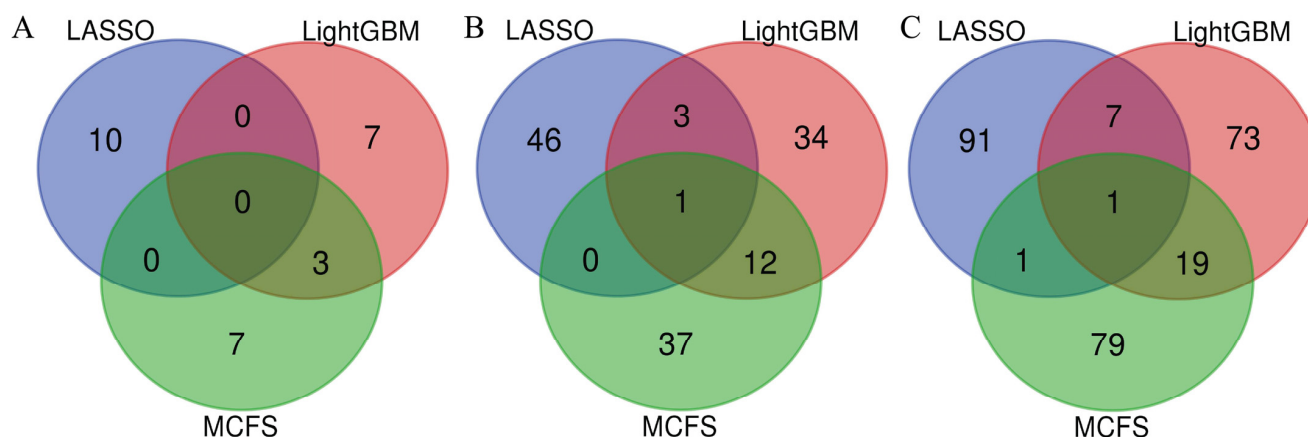 A LASSO LightGBM
10 0 7
0
0 3
7
MCFS
B LASSO LightGBM
46 3 34
1
0 12
37
MCFS
C LASSO LightGBM
91 7 73
1
1 19
79
MCFS